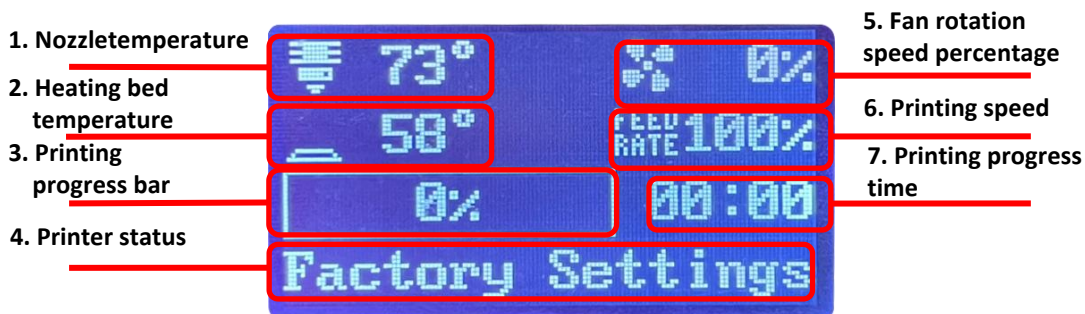 1. Nozzletemperature
2. Heating bed
temperature
3. Printing
progress bar
4. Printer status
73°
58°
0%
Factory Settings
0%
FEED
RATE 100%
00:00
5. Fan rotation
speed percentage
6. Printing speed
7. Printing progress
time